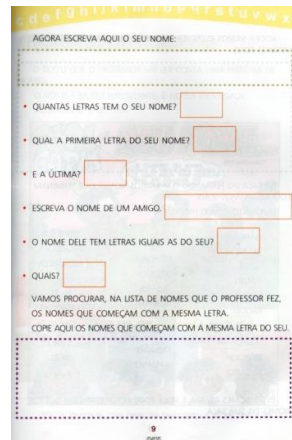 c d e f g h i j k l m n o p q r s t u v w x
AGORA ESCREVA AQUI O SEU NOME:
• QUANTAS LETRAS TEM O SEU NOME?
• QUAL A PRIMEIRA LETRA DO SEU NOME?
• E A ÚLTIMA?
• ESCREVA O NOME DE UM AMIGO.
• O NOME DELE TEM LETRAS IGUAIS AS DO SEU?
• QUAIS?
VAMOS PROCURAR, NA LISTA DE NOMES QUE O PROFESSOR FEZ,
OS NOMES QUE COMEÇAM COM A MESMA LETRA.
COPIE AQUI OS NOMES QUE COMEÇAM COM A MESMA LETRA DO SEU.
9